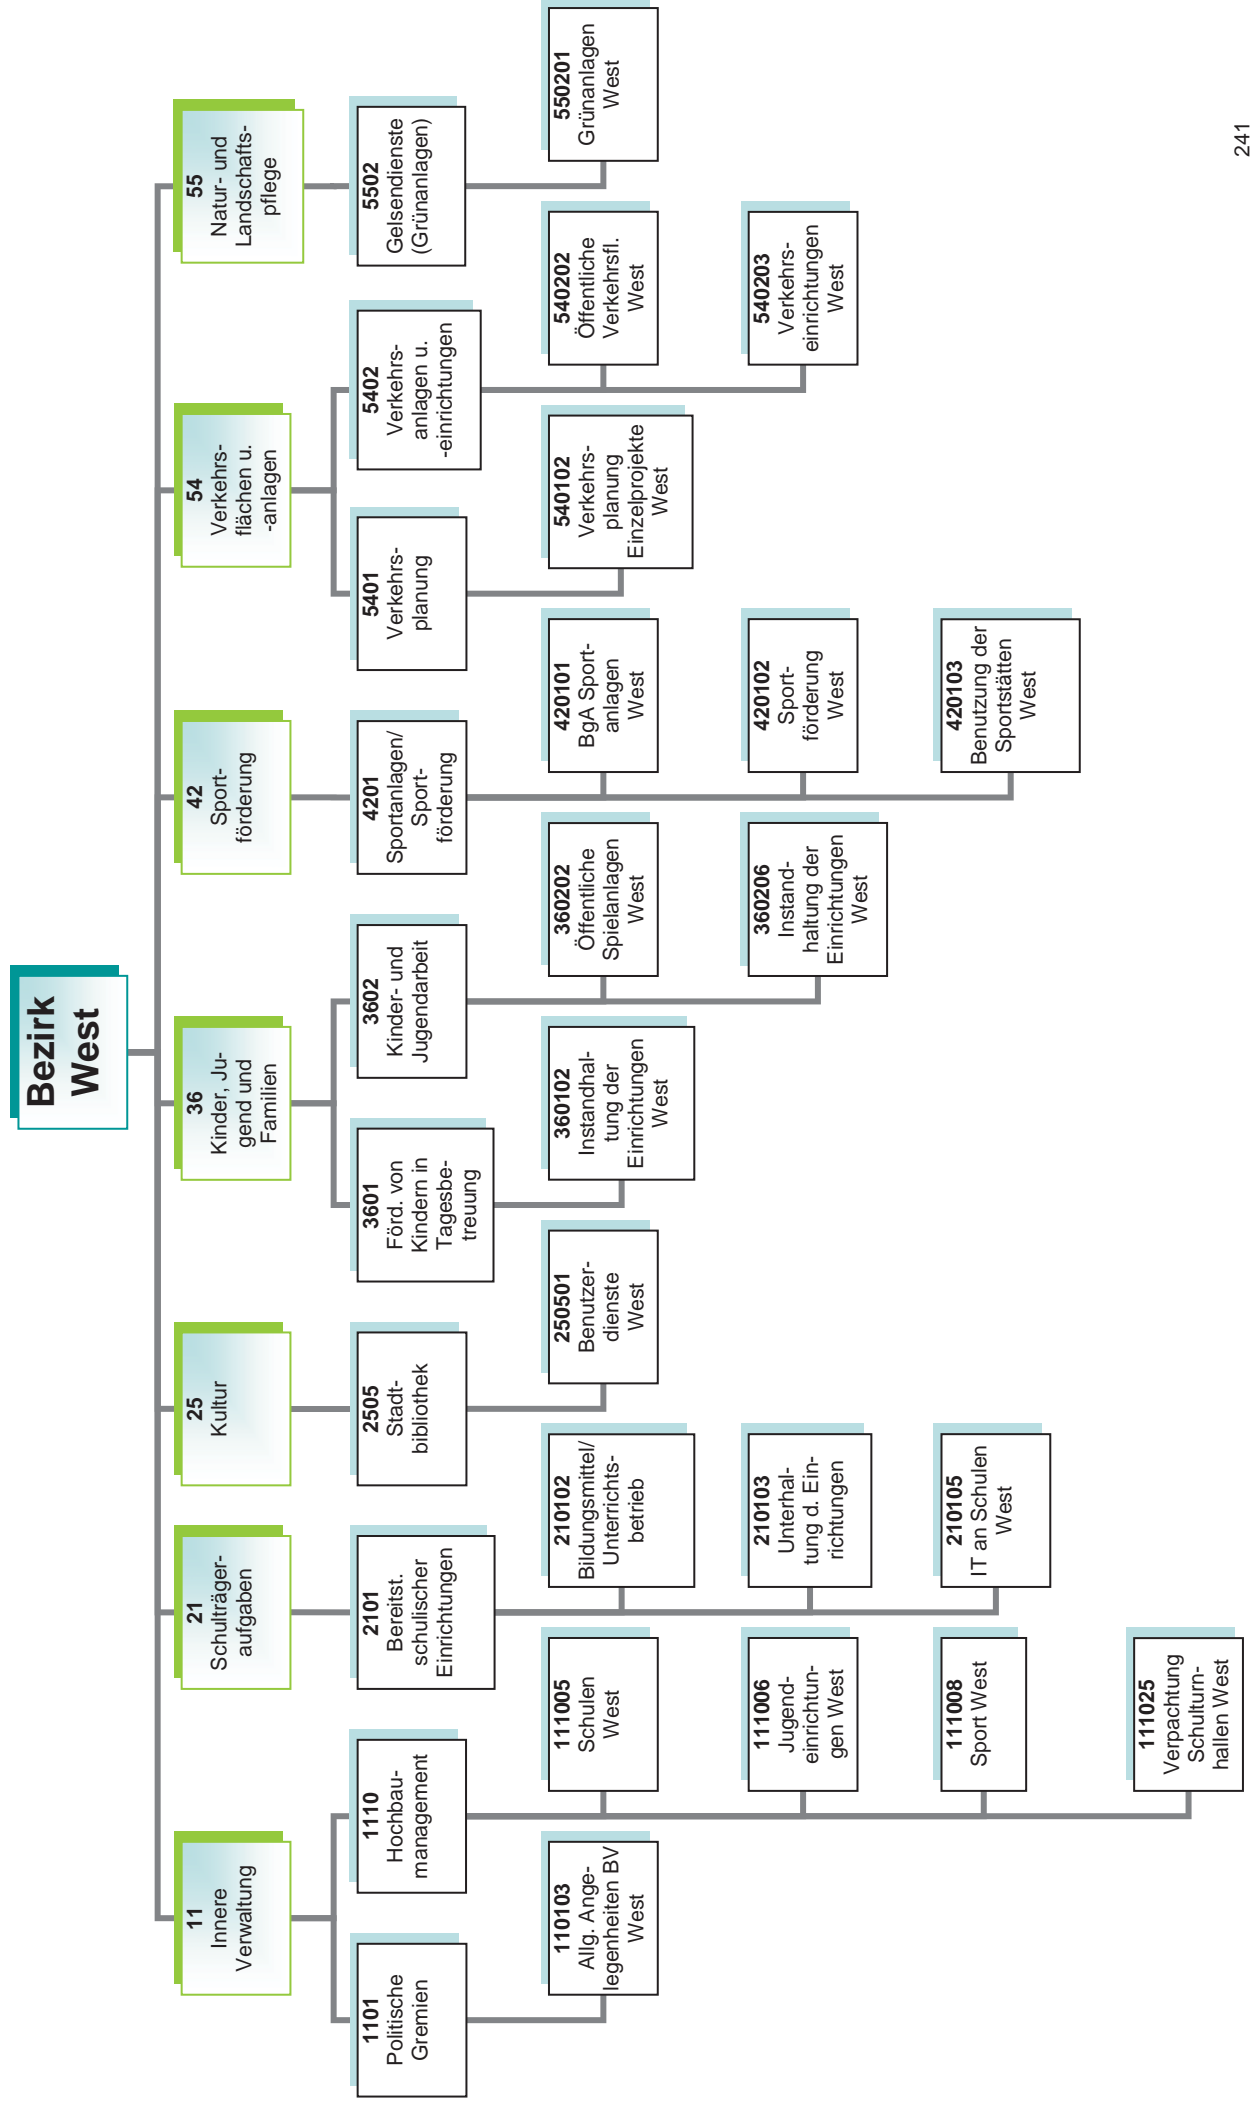 Bezirk
West
11
Innere
Verwaltung
21
Schulträger-
aufgaben
25
Kultur
36
Kinder, Ju-
gend und
Familien
42
Sport-
förderung
54
Verkehrs-
flächen u.
-anlagen
55
Natur- und
Landschafts-
pflege
1101
Politische
Gremien
1110
Hochbau-
management
2101
Bereitst.
schulischer
Einrichtungen
2505
Stadt-
bibliothek
3601
Förd. von
Kindern in
Tagesbe-
treuung
3602
Kinder- und
Jugendarbeit
4201
Sportanlagen/
Sport-
förderung
5401
Verkehrs-
planung
5402
Verkehrs-
anlagen u.
-einrichtungen
5502
Gelsendienste
(Grünanlagen)
110103
Allg. Ange-
legenheiten BV
West
111005
Schulen
West
210102
Bildungsmittel/
Unterrichts-
betrieb
250501
Benutzer-
dienste
West
360102
Instandhal-
tung der
Einrichtungen
West
360202
Öffentliche
Spielanlagen
West
420101
BgA Sport-
anlagen
West
540102
Verkehrs-
planung
Einzelprojekte
West
540202
Öffentliche
Verkehrsfl.
West
550201
Grünanlagen
West
111006
Jugend-
einrichtun-
gen West
210103
Unterhal-
tung d. Ein-
richtungen
360206
Instand-
haltung der
Einrichtungen
West
420102
Sport-
förderung
West
540203
Verkehrs-
einrichtungen
West
111008
Sport West
210105
IT an Schulen
West
420103
Benutzung der
Sportstätten
West
111025
Verpachtung
Schulturn-
hallen West
241